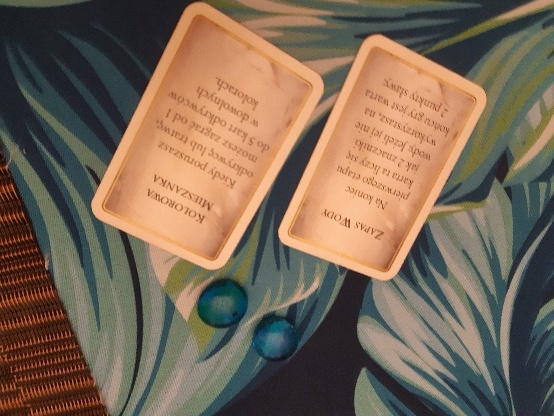 ZAPAS WODY
Na koniec
pierwszego etapu
karta ta liczy się
jak 2 znaczniki
wody. Jeżeli jej nie
wykorzystasz na
końcu gry jest warta
2 punkty sławy.
KOLOROWA
MIESZANKA
Kiedy poruszasz
odkrywcę lub tratwę,
możesz zagrać od 1
do 5 kart odkrywców
w dowolnych
kolorach.